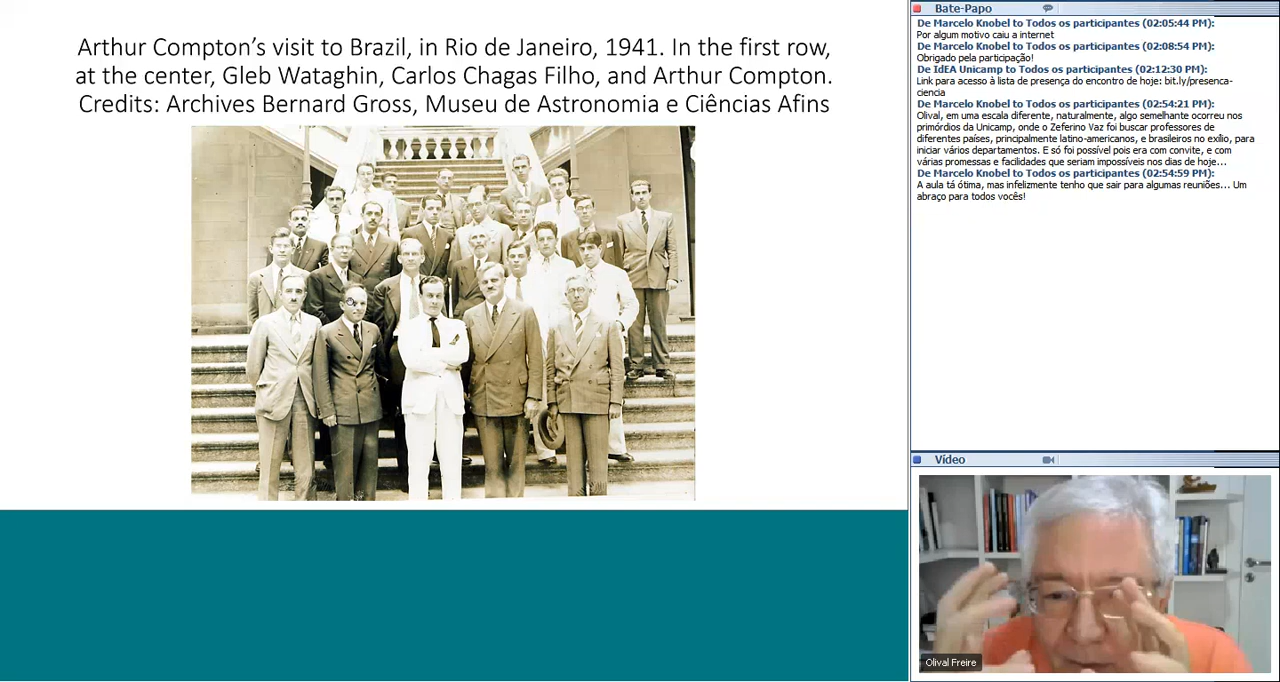 Arthur Compton’s visit to Brazil, in Rio de Janeiro, 1941. In the first row,
at the center, Gleb Wataghin, Carlos Chagas Filho, and Arthur Compton.
Credits: Archives Bernard Gross, Museu de Astronomia e Ciências Afins
Bate-Papo
De Marcelo Knobel to Todos os participantes (02:05:44 PM):
Por algum motivo caiu a internet
De Marcelo Knobel to Todos os participantes (02:08:54 PM):
Obrigado pela participação!
De IdEA Unicamp to Todos os participantes (02:12:30 PM):
Link para acesso à lista de presença do encontro de hoje: bit.ly/presenca-
ciencia
De Marcelo Knobel to Todos os participantes (02:54:21 PM):
Olival, em uma escala diferente, naturalmente, algo semelhante ocorreu nos
primórdios da Unicamp, onde o Zeferino Vaz foi buscar professores de
diferentes países, principalmente latino-americanos, e brasileiros no exílio, para
iniciar vários departamentos. E só foi possível pois era com convite, e com
várias promessas e facilidades que seriam impossíveis nos dias de hoje...
De Marcelo Knobel to Todos os participantes (02:54:59 PM):
A aula tá ótima, mas infelizmente tenho que sair para algumas reuniões... Um
abraço para todos vocês!
Vídeo
Olival Freire